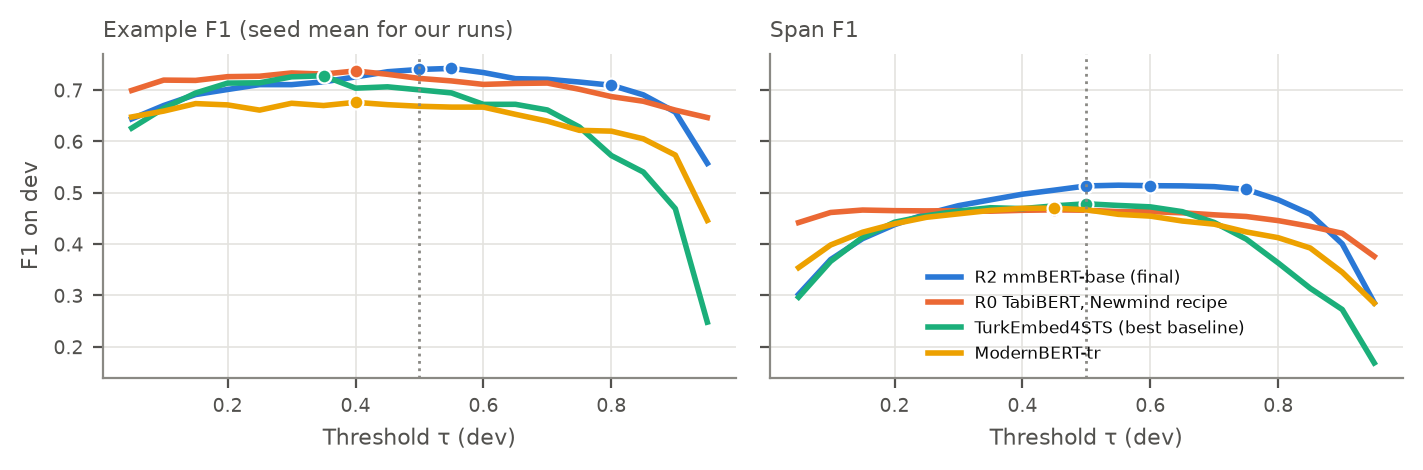 Example F1 (seed mean for our runs)
Span F1
F1 on dev
0.7
0.6
0.5
0.4
0.3
0.2
0.2 0.4 0.6 0.8
0.2 0.4 0.6 0.8
Threshold τ (dev)
Threshold τ (dev)
R2 mmBERT-base (final)
R0 TabiBERT, Newmind recipe
TurkEmbed4STS (best baseline)
ModernBERT-tr